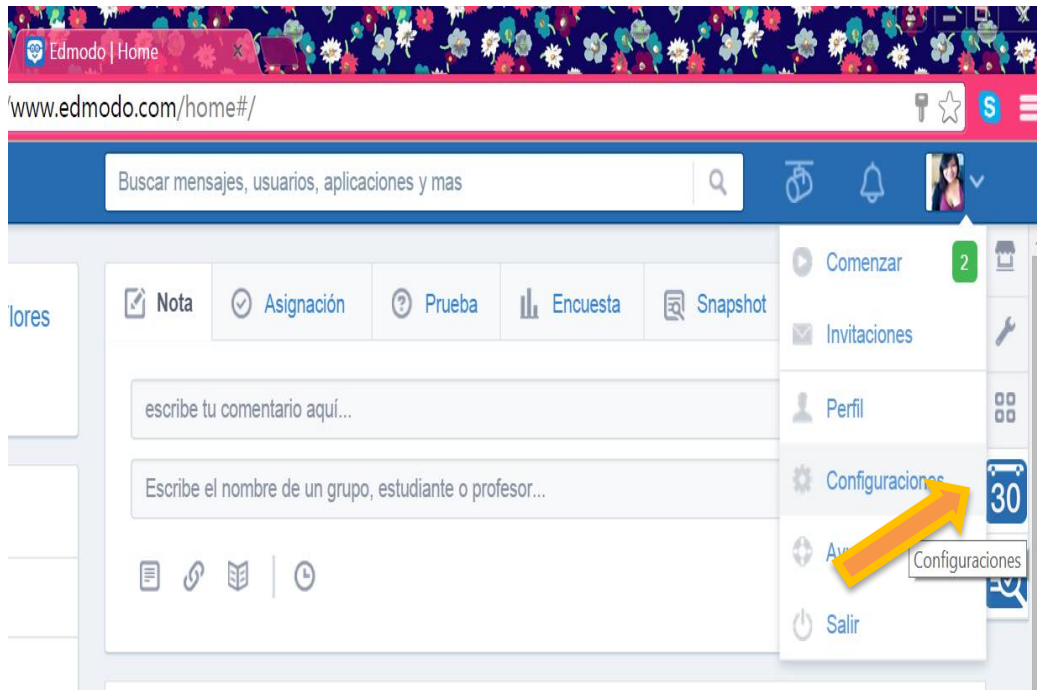 Edmodo | Home
www.edmodo.com/home#/
Buscar mensajes, usuarios, aplicaciones y mas
Comenzar 2
lores
Nota Asignación Prueba Encuesta Snapshot
Invitaciones
escribe tu comentario aquí...
Perfil
Escribe el nombre de un grupo, estudiante o profesor...
Configuraciones
30
Configuraciones
Salir